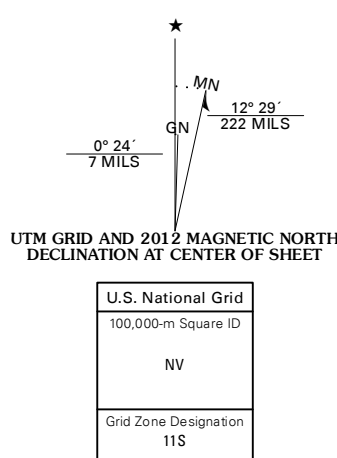 ★
MN
GN
12° 29´
222 MILS
0° 24´
7 MILS
UTM GRID AND 2012 MAGNETIC NORTH
DECLINATION AT CENTER OF SHEET
U.S. National Grid
100,000-m Square ID
NV
Grid Zone Designation
11S